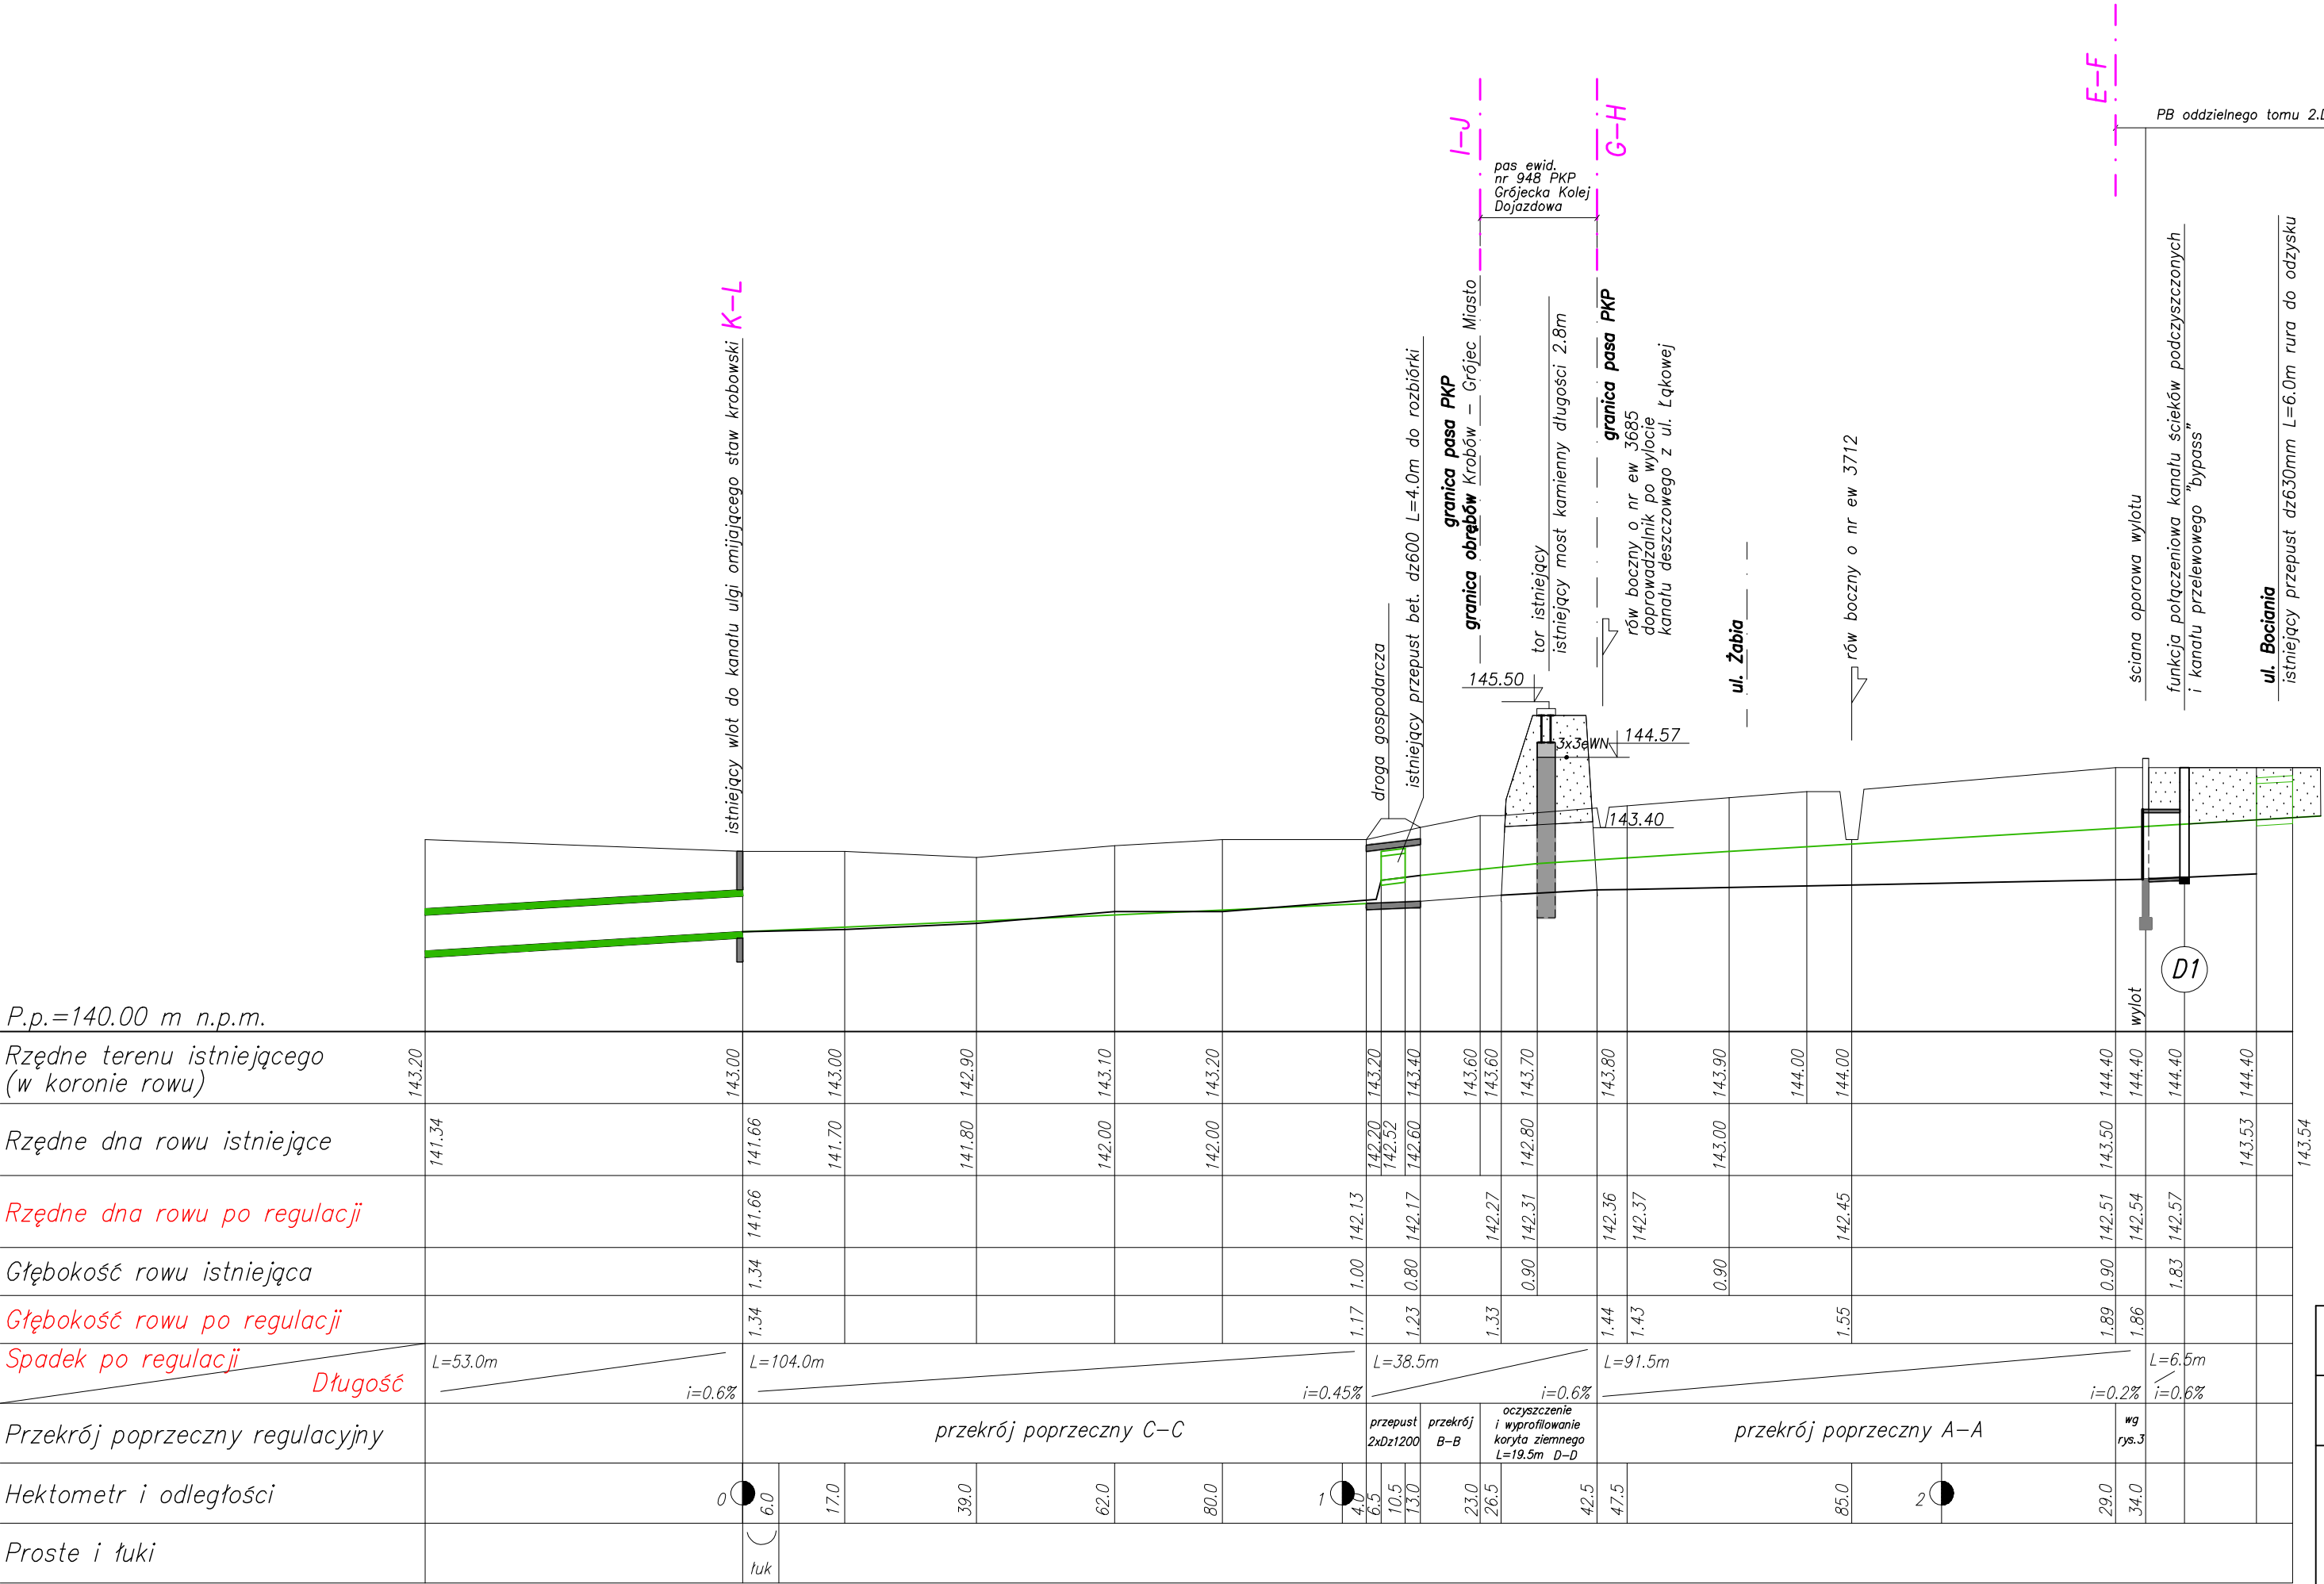 E-F
PB oddzielnego tomu 2.
I-J
G-H
pas ewid.
nr 948 PKP
Grójecka Kolej
Dojazdowa
K-L
istniejący wlot do kanału ulgi omijającego staw krobowski
droga gospodarcza
istniejący przepust bet. dz600 L=4.0m do rozbiórki
granica pasa PKP
granica obrębów Krobów – Grójec Miasto
tor istniejący
istniejący most kamienny długości 2.8m
granica pasa PKP
rów boczny o nr ew 3685
doprowadzalnik po wylocie
kanału deszczowego z ul. Łąkowej
ul. Żabia
rów boczny o nr ew 3712
ściana oporowa wylotu
funkcja połączeniowa kanału ścieków podczyszczonych
i kanału przelewowego "bypass"
ul. Bociania
istniejący przepust dz630mm L=6.0m rura do odzysku
145.50
3x3eWN
144.57
143.40
D1
wylot
P.p.=140.00 m n.p.m.
Rzędne terenu istniejącego
(w koronie rowu)
143.20 143.00 143.00 142.90 143.10 143.20 143.20 143.40 143.60 143.60 143.70 143.80 143.90 144.00 144.00 144.40 144.40 144.40 144.40
Rzędne dna rowu istniejące
141.34 141.66 141.70 141.80 142.00 142.00 142.20 142.52 142.60 142.80 143.00 143.50 143.53 143.54
Rzędne dna rowu po regulacji
141.66 142.13 142.17 142.27 142.31 142.36 142.37 142.45 142.51 142.54 142.57
Głębokość rowu istniejąca
1.34 1.00 0.80 0.90 0.90 0.90 1.83
Głębokość rowu po regulacji
1.34 1.17 1.23 1.33 1.44 1.43 1.55 1.89 1.86
Spadek po regulacji
Długość
L=53.0m
i=0.6%
L=104.0m
i=0.45%
L=38.5m
i=0.6%
L=91.5m
i=0.2%
L=6.5m
i=0.6%
Przekrój poprzeczny regulacyjny
przekrój poprzeczny C-C
przepust
2xDz1200
przekrój
B-B
oczyszczenie
i wyprofilowanie
koryta ziemnego
L=19.5m D-D
przekrój poprzeczny A-A
wg
rys.3
Hektometr i odległości
0 6.0 17.0 39.0 62.0 80.0 1 4.0 6.5 10.5 13.0 23.0 26.5 42.5 47.5 85.0 2 29.0 34.0
Proste i łuki
łuk